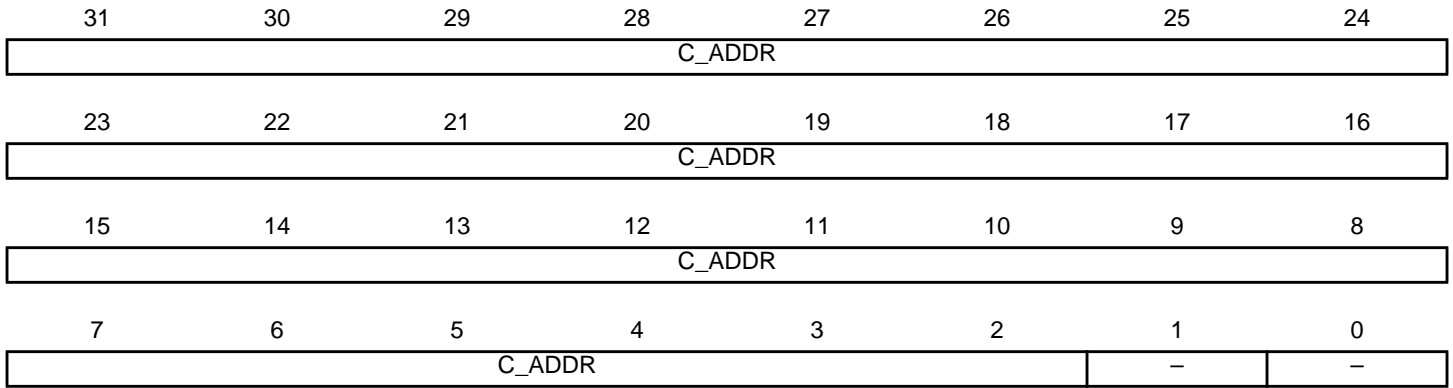 31 30 29 28 27 26 25 24
C_ADDR
23 22 21 20 19 18 17 16
C_ADDR
15 14 13 12 11 10 9 8
C_ADDR
7 6 5 4 3 2 1 0
C_ADDR – –